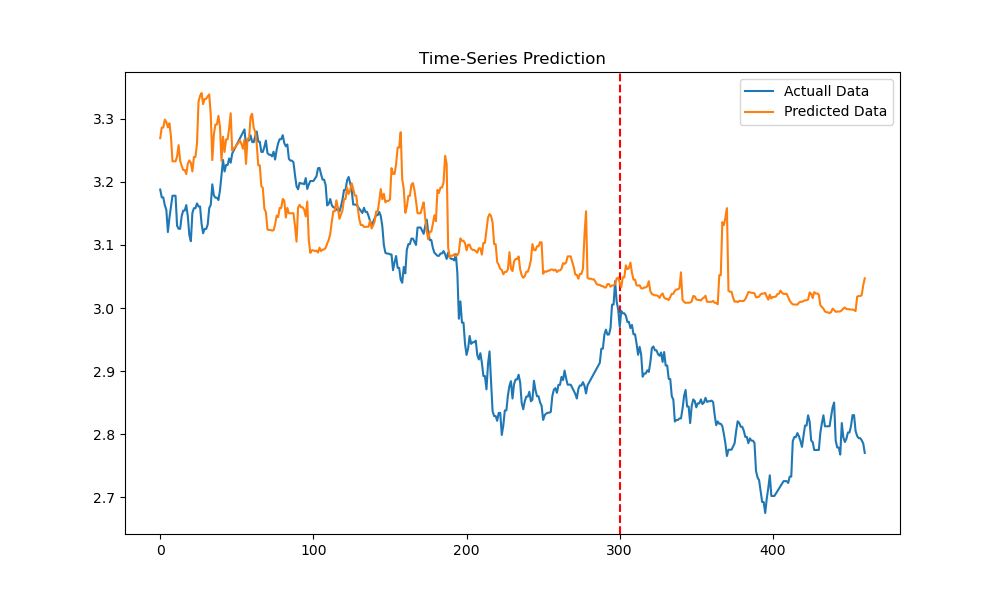 Time-Series Prediction
Actuall Data
Predicted Data
3.3
3.2
3.1
3.0
2.9
2.8
2.7
0 100 200 300 400